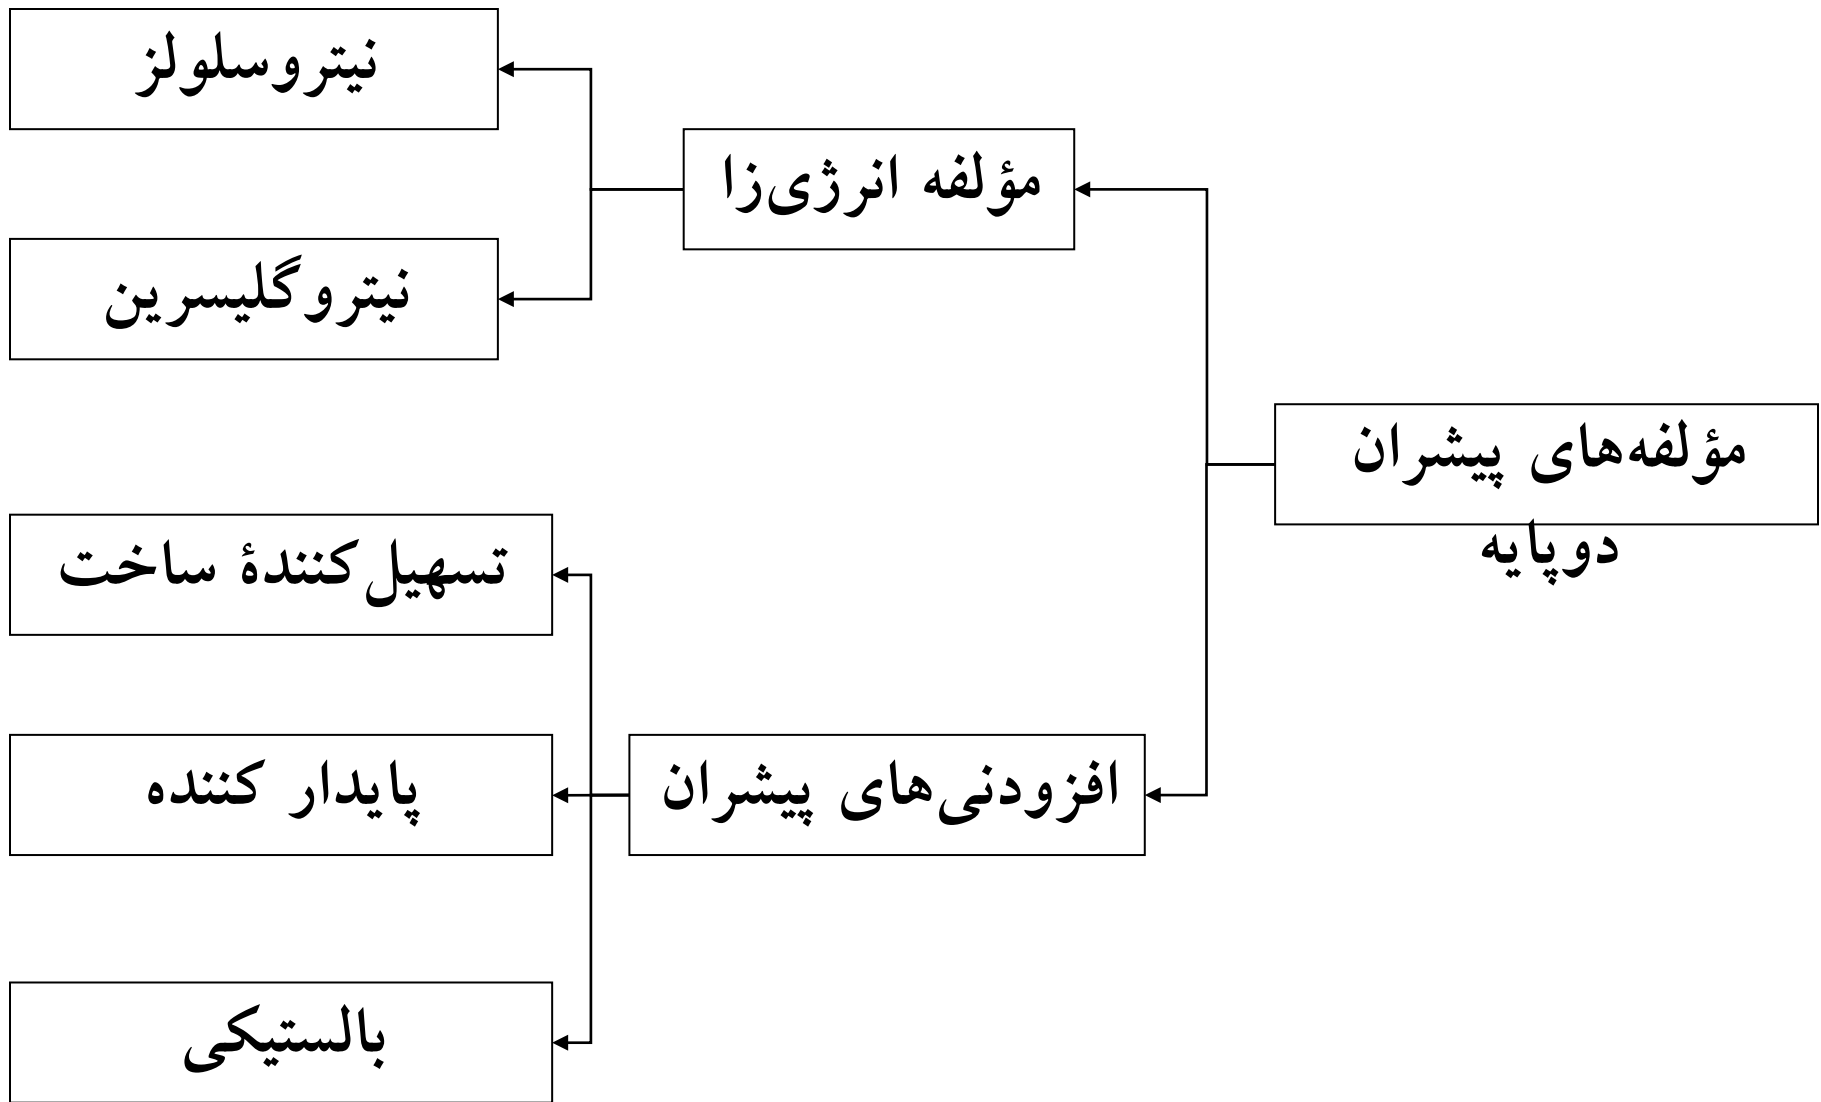 مؤلفه‌های پیشران
دوپایه
مؤلفه انرژی‌زا
نیتروسلولز
نیتروگلیسرین
افزودنی‌های پیشران
تسهیل‌کنندۀ ساخت
پایدار کننده
بالستیکی